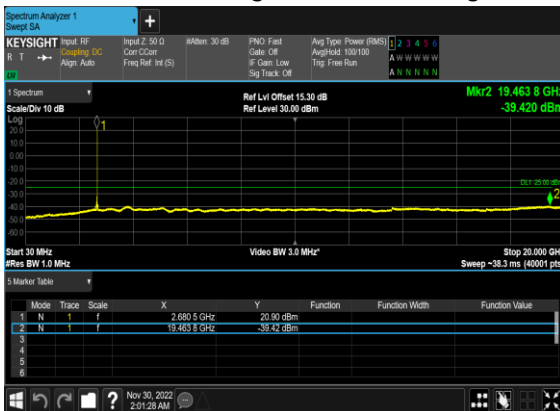 Spectrum Analyzer 1
Swept SA
KEYSIGHT Input: RF Input Z: 50 Ω #Atten: 30 dB PNO: Fast Avg Type: Power (RMS) 1 2 3 4 5 6
R T Coupling: DC Corr CCorr Gate: Off Avg|Hold: 100/100 A W W W W W
Align: Auto Freq Ref: Int (S) IF Gain: Low Trig: Free Run
LV Sig Track: Off A N N N N N
1 Spectrum Ref Lvl Offset 15.30 dB Mkr2 19.463 8 GHz
Scale/Div 10 dB Ref Level 30.00 dBm -39.420 dBm
Log
20.0 1
10.0
0.00
-10.0
-20.0 DL1 -25.00 dBm
-30.0 2
-40.0
-50.0
-60.0
Start 30 MHz Video BW 3.0 MHz* Stop 20.000 GH
#Res BW 1.0 MHz Sweep ~38.3 ms (40001 pts
5 Marker Table
Mode Trace Scale X Y Function Function Width Function Value
1 N 1 f 2.680 5 GHz 20.90 dBm
2 N 1 f 19.463 8 GHz -39.42 dBm
3
4
5
6
? Nov 30, 2022
2:01:28 AM